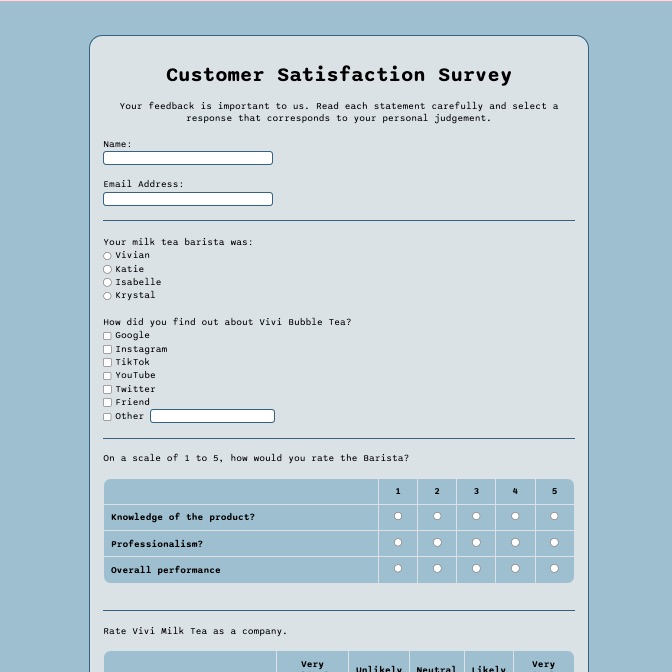 Customer Satisfaction Survey
Your feedback is important to us. Read each statement carefully and select a
response that corresponds to your personal judgement.
Name:
Email Address:
Your milk tea barista was:
Vivian
Katie
Isabelle
Krystal
How did you find out about Vivi Bubble Tea?
Google
Instagram
TikTok
YouTube
Twitter
Friend
Other
On a scale of 1 to 5, how would you rate the Barista?
1 2 3 4 5
Knowledge of the product?
Professionalism?
Overall performance
Rate Vivi Milk Tea as a company.
Very Unlikely Neutral Likely Very